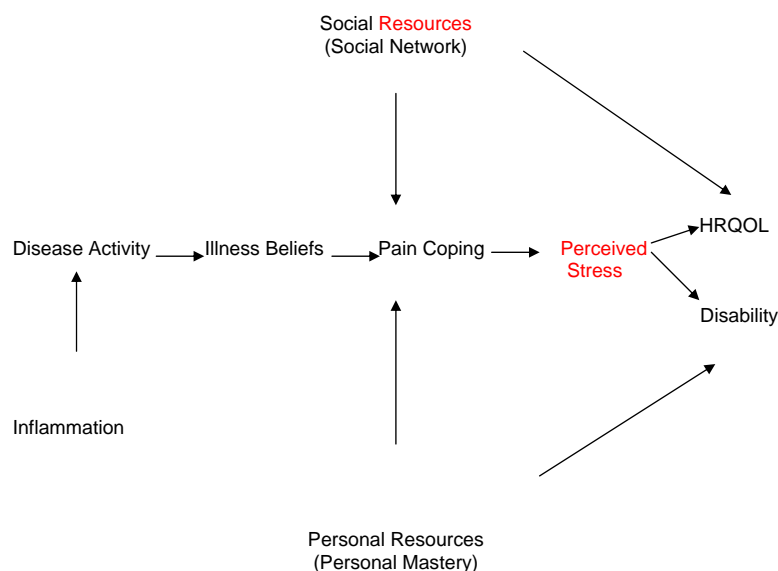 Social Resources
(Social Network)
HRQOL
Disease Activity
Illness Beliefs
Pain Coping
Perceived
Stress
Disability
Inflammation
Personal Resources
(Personal Mastery)